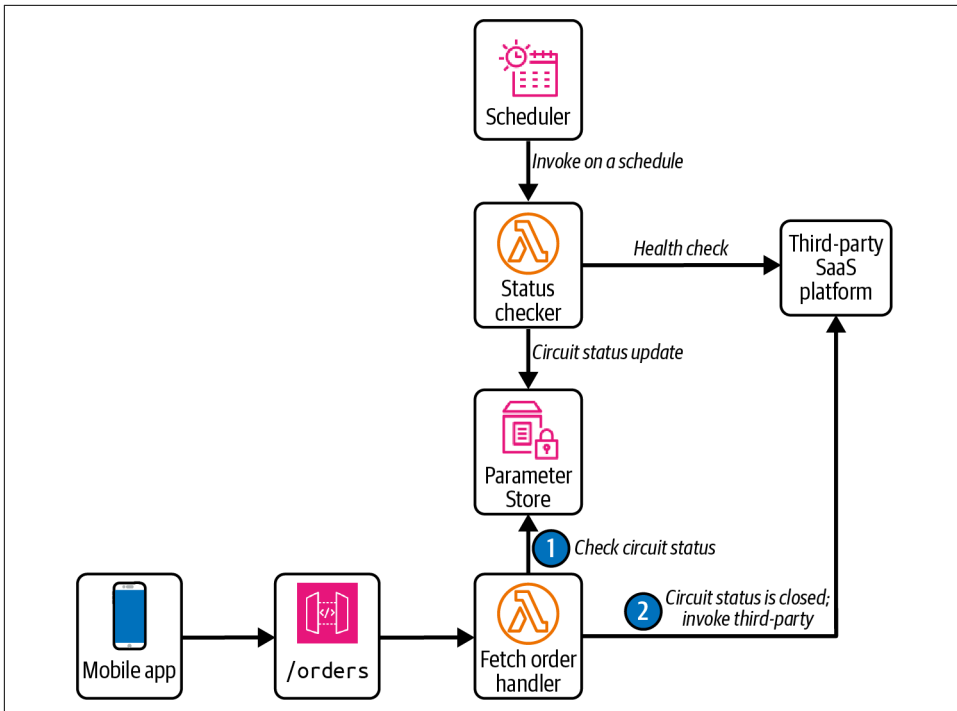 Scheduler
Invoke on a schedule
Status
checker
Health check
Third-party
SaaS
platform
Circuit status update
Parameter
Store
1
Check circuit status
Mobile app
</>
/orders
Fetch order
handler
2
Circuit status is closed;
invoke third-party